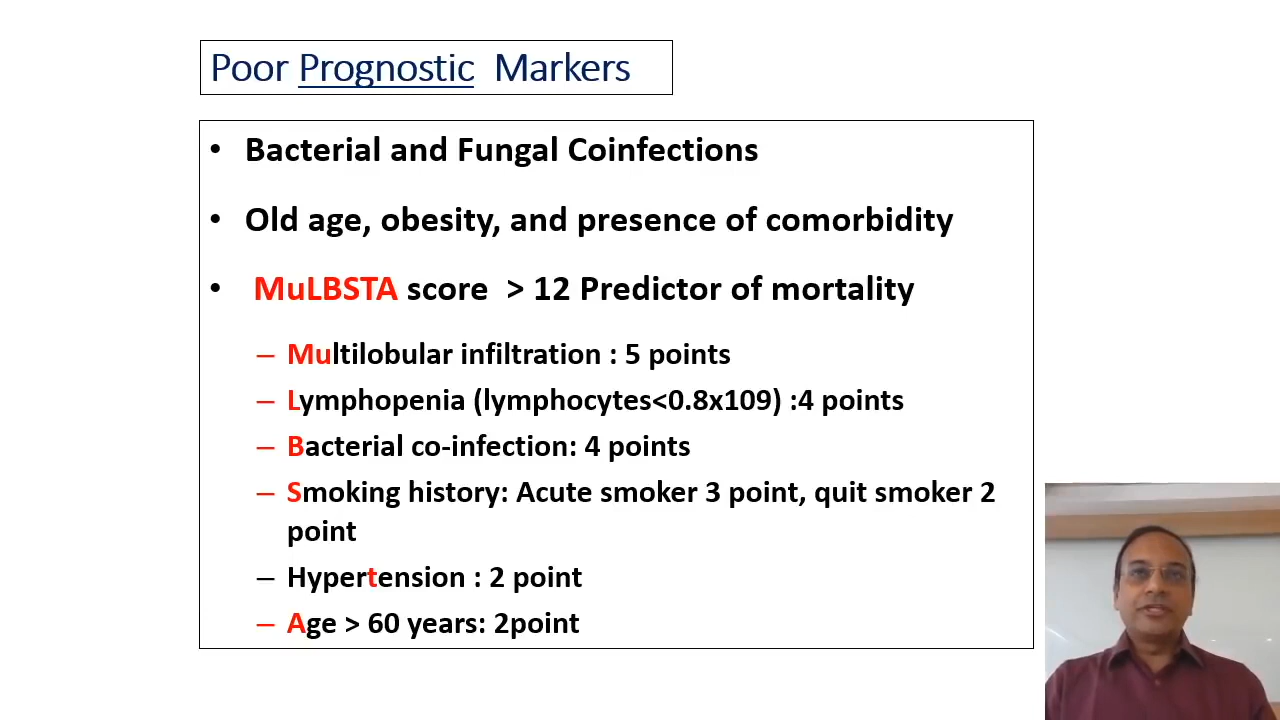 Poor Prognostic Markers
• Bacterial and Fungal Coinfections
• Old age, obesity, and presence of comorbidity
• MuLBSTA score > 12 Predictor of mortality
– Multilobular infiltration : 5 points
– Lymphopenia (lymphocytes<0.8x109) :4 points
– Bacterial co-infection: 4 points
– Smoking history: Acute smoker 3 point, quit smoker 2
point
– Hypertension : 2 point
– Age > 60 years: 2point